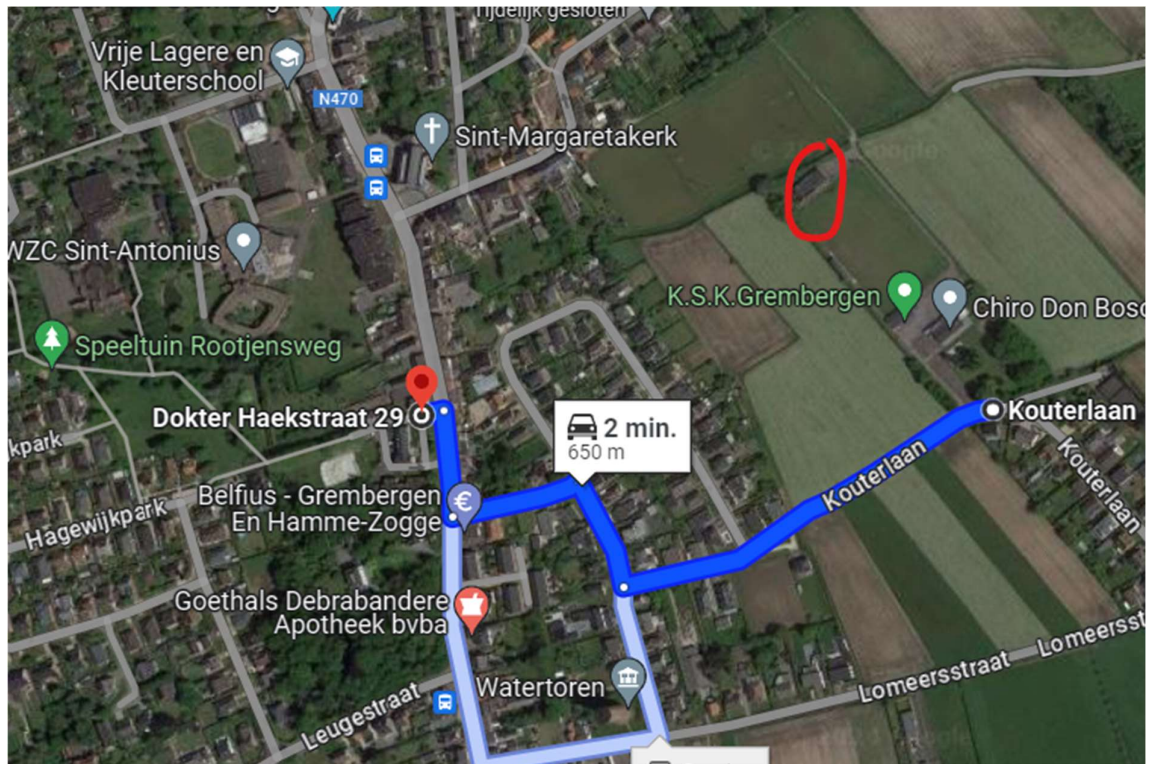 Tijdelijk gesloten
Vrije Lagere en
Kleuterschool
N470
Sint-Margaretakerk
Google
WZC Sint-Antonius
K.S.K.Grembergen
Chiro Don Bosc
Speeltuin Rootjensweg
Dokter Haekstraat 29
Kouterlaan
2 min.
650 m
kpark
Kouterlaan
Kouterlaan
Belfius - Grembergen
En Hamme-Zogge
€
Hagewijkpark
Goethals Debrabandere
Apotheek bvba
Lomeersst
Watertoren
Lomeersstraat
Leugestraat